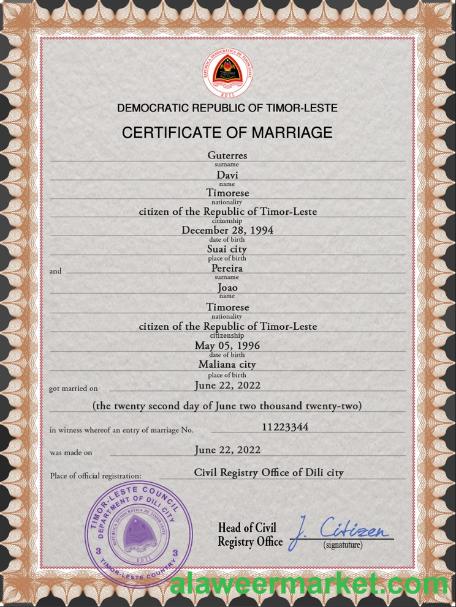 DEMOCRATIC REPUBLIC OF TIMOR-LESTE
CERTIFICATE OF MARRIAGE
Guterres
surname
Davi
name
Timorese
nationality
citizen of the Republic of Timor-Leste
citizenship
December 28, 1994
date of birth
Suai city
place of birth
and
Pereira
surname
Joao
name
Timorese
nationality
citizen of the Republic of Timor-Leste
citizenship
May 05, 1996
date of birth
Maliana city
place of birth
got married on June 22, 2022
(the twenty second day of June two thousand twenty-two)
in witness whereof an entry of marriage No. 11223344
was made on June 22, 2022
Place of official registration: Civil Registry Office of Dili city
TIMOR-LESTE COUNCIL
DEPARTMENT OF DILI CITY
3 3
TIMOR-LESTE COUNTRY
Head of Civil
Registry Office
J. Citizen
(signatuture)
alaweermarket.com